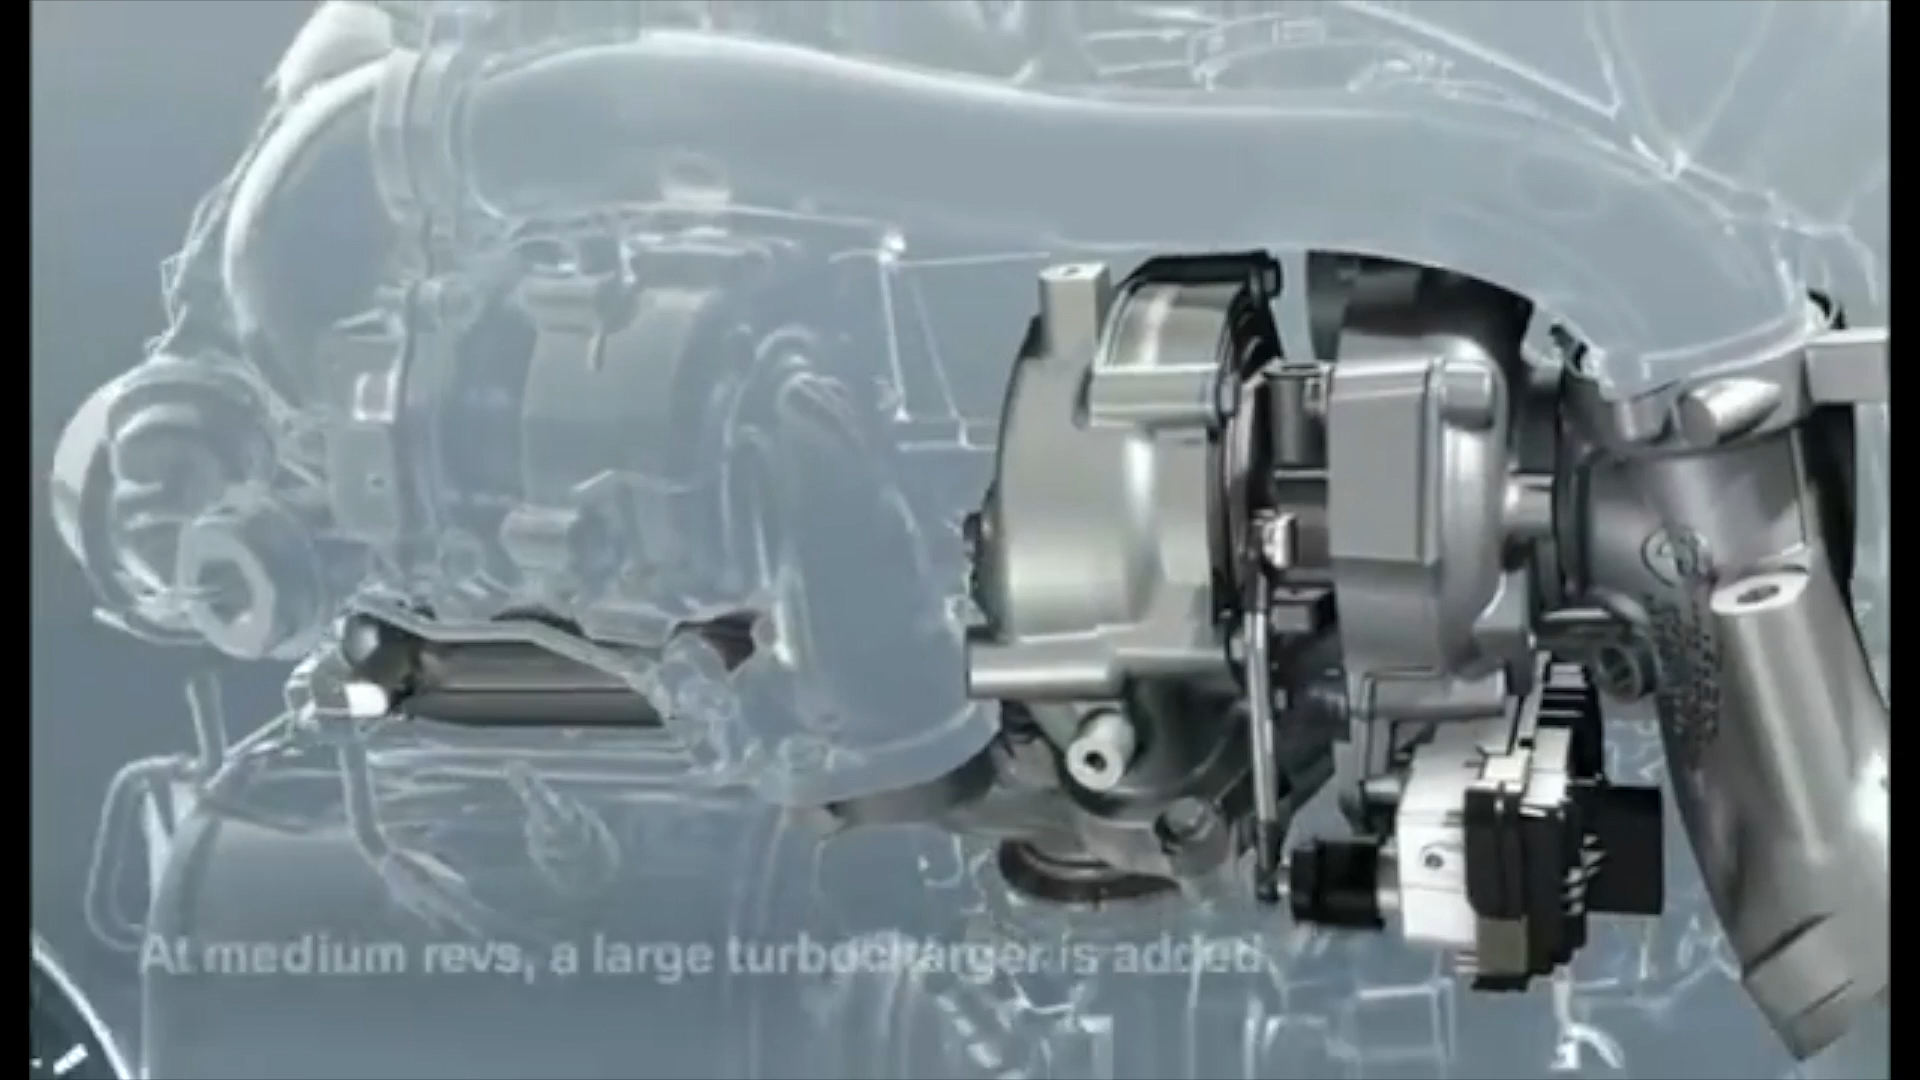 At medium revs, a large turbocharger is added.